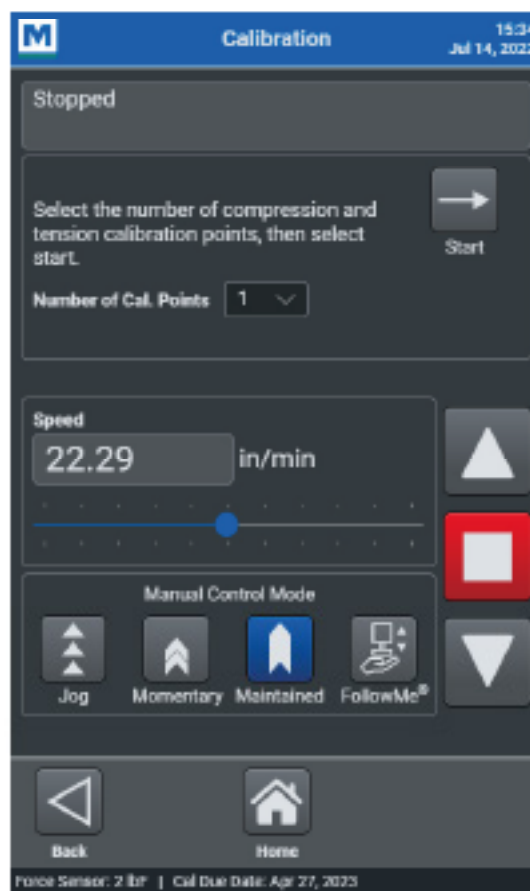 M
Calibration
15:34
Jul 14, 2022
Stopped
Select the number of compression and
tension calibration points, then select
start.
Start
Number of Cal. Points 1
Speed
22.29 in/min
Manual Control Mode
Jog Momentary Maintained FollowMe®
Back Home
Force Sensor: 2 lbF | Cal Due Date: Apr 27, 2023